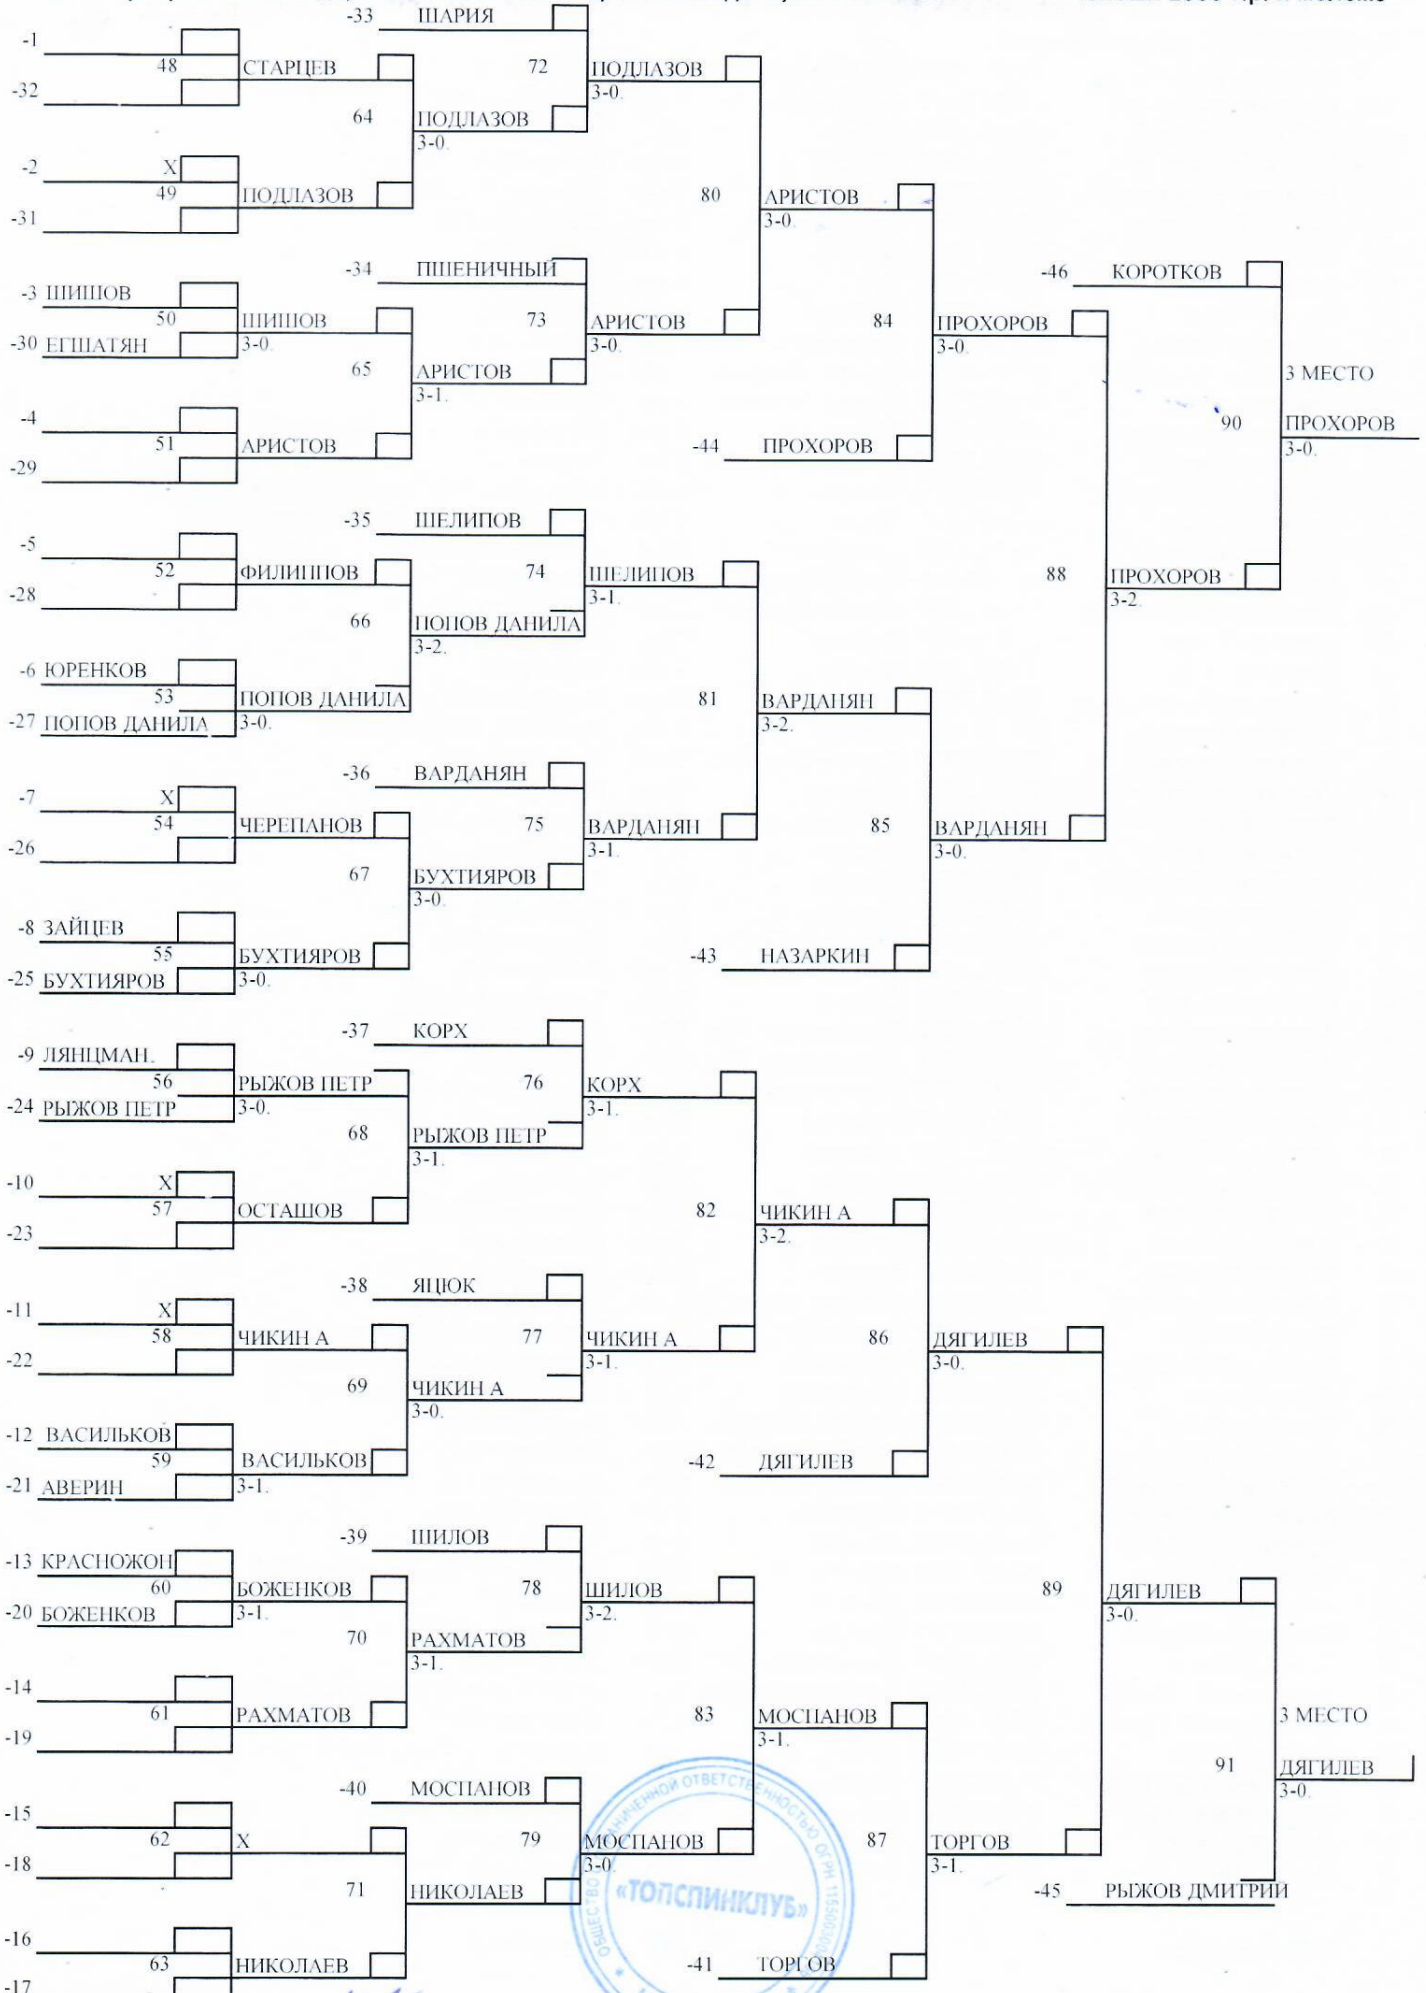 -33 ШАРИЯ
-1
48 СТАРЦЕВ
72 ПОДЛАЗОВ
-32
3-0.
64 ПОДЛАЗОВ
3-0.
-2 X
49 ПОДЛАЗОВ
80 АРИСТОВ
-31
3-0.
-34 ПШЕНИЧНЫЙ
-46 КОРОТКОВ
-3 ШИШОВ
50 ШИШОВ
73 АРИСТОВ
84 ПРОХОРОВ
-30 ЕГШАТЯН
3-0.
3-0.
3-0.
65 АРИСТОВ
3 МЕСТО
3-1.
-4
90 ПРОХОРОВ
51 АРИСТОВ
-44 ПРОХОРОВ
3-0.
-29
-35 ШЕЛИПОВ
-5
52 ФИЛИППОВ
74 ШЕЛИПОВ
88 ПРОХОРОВ
-28
3-1.
3-2.
66 ПОПОВ ДАНИЛА
3-2.
-6 ЮРЕНКОВ
53 ПОПОВ ДАНИЛА
81 ВАРДАНЯН
-27 ПОПОВ ДАНИЛА
3-0.
3-2.
-36 ВАРДАНЯН
-7 X
54 ЧЕРЕПАНОВ
75 ВАРДАНЯН
85 ВАРДАНЯН
-26
3-1.
3-0.
67 БУХТИЯРОВ
3-0.
-8 ЗАЙЦЕВ
55 БУХТИЯРОВ
-43 НАЗАРКИН
-25 БУХТИЯРОВ
3-0.
-37 КОРХ
-9 ЛЯНЦМАН.
56 РЫЖОВ ПЕТР
76 КОРХ
-24 РЫЖОВ ПЕТР
3-0.
3-1.
68 РЫЖОВ ПЕТР
3-1.
-10 X
57 ОСТАШОВ
82 ЧИКИН А
-23
3-2.
-38 ЯЦЮК
-11 X
58 ЧИКИН А
77 ЧИКИН А
86 ДЯГИЛЕВ
-22
3-1.
3-0.
69 ЧИКИН А
3-0.
-12 ВАСИЛЬКОВ
59 ВАСИЛЬКОВ
-42 ДЯГИЛЕВ
-21 АВЕРИН
3-1.
-39 ШИЛОВ
-13 КРАСНОЖОН
60 БОЖЕНКОВ
78 ШИЛОВ
89 ДЯГИЛЕВ
-20 БОЖЕНКОВ
3-1.
3-2.
3-0.
70 РАХМАТОВ
3-1.
-14
61 РАХМАТОВ
83 МОСПАНОВ
3 МЕСТО
-19
3-1.
91 ДЯГИЛЕВ
3-0.
-40 МОСПАНОВ
-15
62 X
79 МОСПАНОВ
87 ТОРГОВ
-18
3-0.
3-1.
71 НИКОЛАЕВ
-45 РЫЖОВ ДМИТРИЙ
«ТОПСПИНКЛУБ»
-16
63 НИКОЛАЕВ
-41 ТОРГОВ
-17